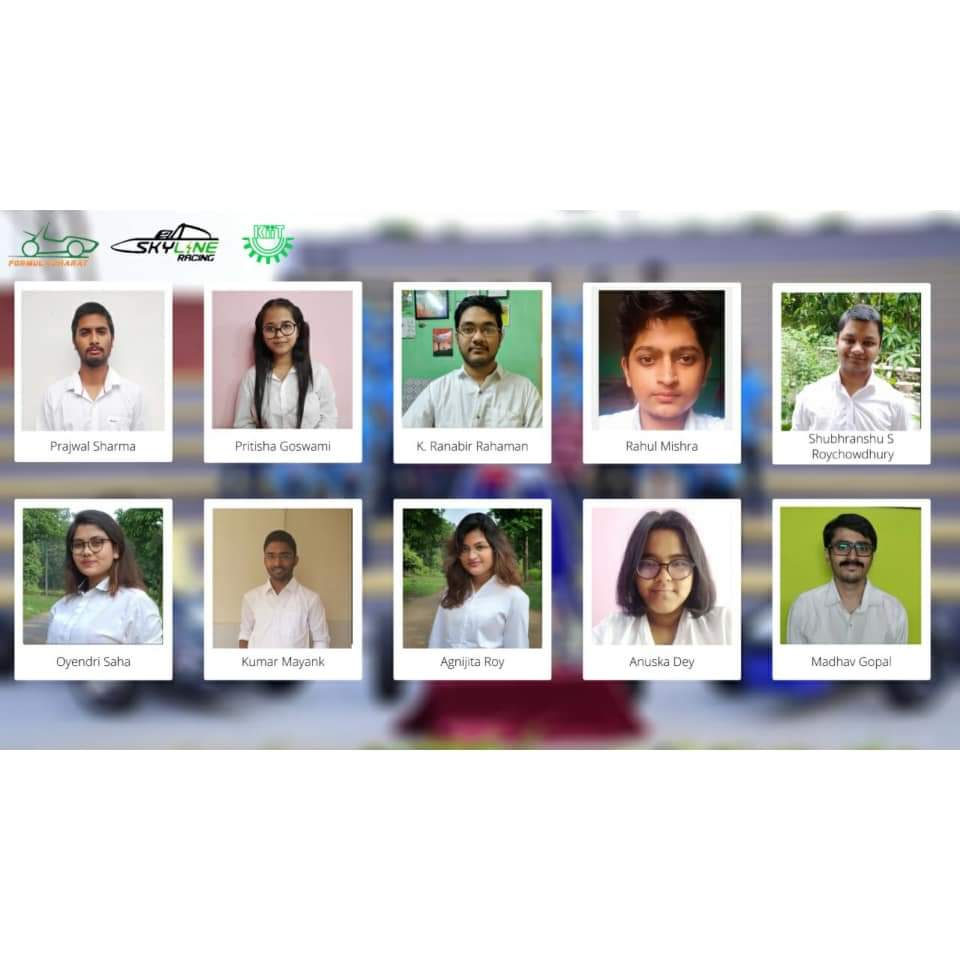 FORMULA BHARAT
SKYLINE
RACING
KiiT
Prajwal Sharma
Pritisha Goswami
K. Ranabir Rahaman
Rahul Mishra
Shubhranshu S
Roychowdhury
Oyendri Saha
Kumar Mayank
Agnijita Roy
Anuska Dey
Madhav Gopal